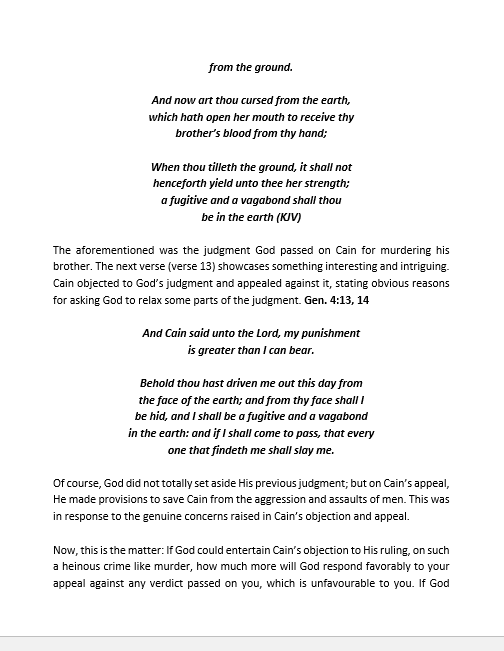 from the ground.
And now art thou cursed from the earth,
which hath open her mouth to receive thy
brother’s blood from thy hand;
When thou tilleth the ground, it shall not
henceforth yield unto thee her strength;
a fugitive and a vagabond shall thou
be in the earth (KJV)
The aforementioned was the judgment God passed on Cain for murdering his
brother. The next verse (verse 13) showcases something interesting and intriguing.
Cain objected to God’s judgment and appealed against it, stating obvious reasons
for asking God to relax some parts of the judgment. Gen. 4:13, 14
And Cain said unto the Lord, my punishment
is greater than I can bear.
Behold thou hast driven me out this day from
the face of the earth; and from thy face shall I
be hid, and I shall be a fugitive and a vagabond
in the earth: and if I shall come to pass, that every
one that findeth me shall slay me.
Of course, God did not totally set aside His previous judgment; but on Cain’s appeal,
He made provisions to save Cain from the aggression and assaults of men. This was
in response to the genuine concerns raised in Cain’s objection and appeal.
Now, this is the matter: If God could entertain Cain’s objection to His ruling, on such
a heinous crime like murder, how much more will God respond favorably to your
appeal against any verdict passed on you, which is unfavourable to you. If God